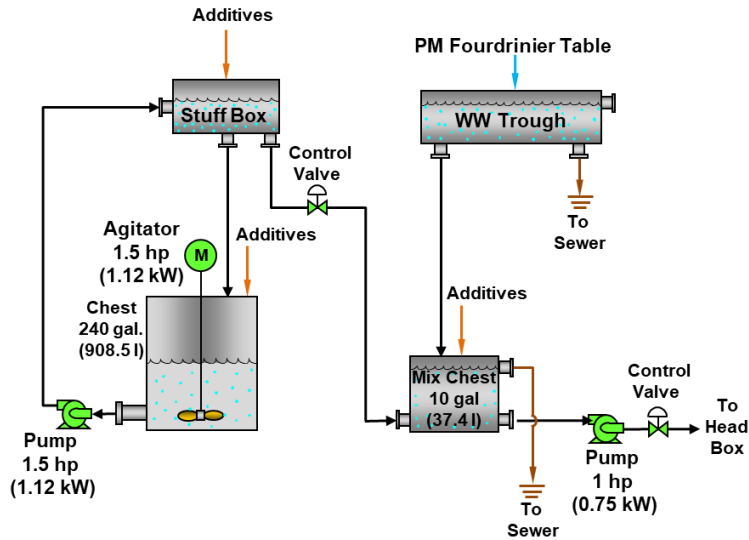 Additives
PM Fourdrinier Table
Stuff Box
WW Trough
Control
Valve
To
Sewer
Agitator
1.5 hp
(1.12 kW)
M
Additives
Chest
240 gal.
(908.5 l)
Additives
Mix Chest
10 gal
(37.4 l)
Control
Valve
To
Head
Box
Pump
1.5 hp
(1.12 kW)
Pump
1 hp
(0.75 kW)
To
Sewer